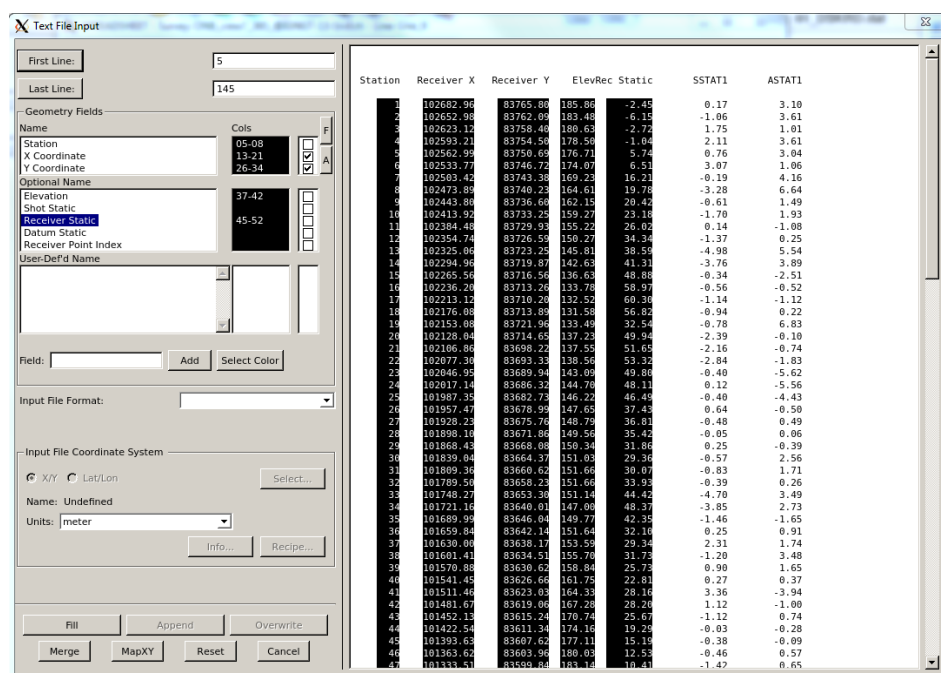 Text File Input
First Line: 5
Last Line: 145
Geometry Fields
Name Cols F
Station 05-08
X Coordinate 13-21 A
Y Coordinate 26-34
Optional Name
Elevation 37-42
Shot Static
Receiver Static 45-52
Datum Static
Receiver Point Index
User-Def'd Name
Field: Add Select Color
Input File Format:
Input File Coordinate System
X/Y Lat/Lon Select...
Name: Undefined
Units: meter
Info... Recipe...
Fill Append Overwrite
Merge MapXY Reset Cancel
Station Receiver X Receiver Y ElevRec Static SSTAT1 ASTAT1
1 102682.96 83765.80 185.86 -2.45 0.17 3.10
2 102652.98 83762.09 183.48 -6.15 -1.06 3.61
3 102623.12 83758.40 180.63 -2.72 1.75 1.01
4 102593.21 83754.50 178.50 -1.04 2.11 3.61
5 102562.99 83750.69 176.71 5.74 0.76 3.04
6 102533.77 83746.72 174.07 6.51 3.07 1.06
7 102503.42 83743.38 169.23 16.21 -0.19 4.16
8 102473.89 83740.23 164.61 19.78 -3.28 6.64
9 102443.80 83736.60 162.15 20.42 -0.61 1.49
10 102413.92 83733.25 159.27 23.18 -1.70 1.93
11 102384.48 83729.93 155.22 26.02 0.14 -1.08
12 102354.74 83726.59 150.27 34.34 -1.37 0.25
13 102325.06 83723.25 145.81 38.59 -4.98 5.54
14 102294.96 83719.87 142.63 41.31 -3.76 3.89
15 102265.56 83716.56 136.63 48.88 -0.34 -2.51
16 102236.20 83713.26 133.78 58.97 -0.56 -0.52
17 102213.12 83710.20 132.52 60.30 -1.14 -1.12
18 102176.08 83713.89 131.58 56.82 -0.94 0.22
19 102153.08 83721.96 133.49 32.54 -0.78 6.83
20 102128.04 83714.65 137.23 49.94 -2.39 -0.10
21 102106.86 83698.22 137.55 51.65 -2.16 -0.74
22 102077.30 83693.33 138.56 53.32 -2.84 -1.83
23 102046.95 83689.94 143.09 49.80 -0.40 -5.62
24 102017.14 83686.32 144.70 48.11 0.12 -5.56
25 101987.35 83682.73 146.22 46.49 -0.40 -4.43
26 101957.47 83678.99 147.65 37.43 0.64 -0.50
27 101928.23 83675.76 148.79 36.81 -0.48 0.49
28 101898.10 83671.86 149.56 35.42 -0.05 0.06
29 101868.43 83668.08 150.34 31.86 0.25 -0.39
30 101839.04 83664.37 151.03 29.36 -0.57 2.56
31 101809.36 83660.62 151.66 30.07 -0.83 1.71
32 101789.50 83658.23 151.66 33.93 -0.39 0.26
33 101748.27 83653.30 151.14 44.42 -4.70 3.49
34 101721.16 83640.01 147.00 48.37 -3.85 2.73
35 101689.99 83646.04 149.77 42.35 -1.46 -1.65
36 101659.84 83642.14 151.64 32.10 0.25 0.91
37 101630.00 83638.17 153.59 29.34 2.31 1.74
38 101601.41 83634.51 155.70 31.73 -1.20 3.48
39 101570.88 83630.62 158.84 25.73 0.90 1.65
40 101541.45 83626.66 161.75 22.81 0.27 0.37
41 101511.46 83623.03 164.33 28.16 3.36 -3.94
42 101481.67 83619.06 167.28 28.20 1.12 -1.00
43 101452.13 83615.24 170.74 25.67 -1.12 0.74
44 101422.54 83611.34 174.16 19.29 -0.03 -0.28
45 101393.63 83607.62 177.11 15.19 -0.38 -0.09
46 101363.62 83603.96 180.03 12.53 -0.46 0.57
47 101333.51 83599.84 183.14 10.41 -1.42 0.65